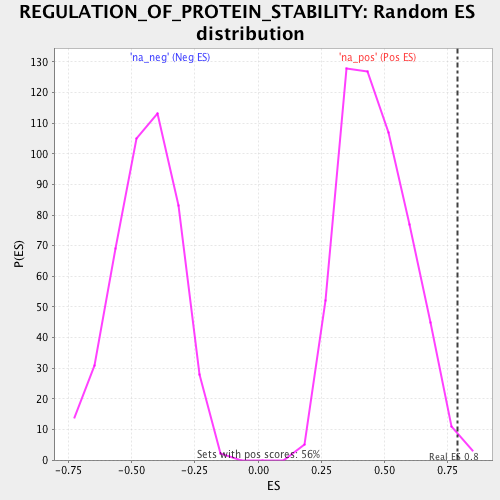 REGULATION_OF_PROTEIN_STABILITY: Random ES
distribution
'na_neg' (Neg ES)
'na_pos' (Pos ES)
130
120
110
100
90
80
70
60
50
40
30
20
10
0
P(ES)
Sets with pos scores: 56%
Real ES 0.8
-0.75 -0.50 -0.25 0.00 0.25 0.50 0.75
ES